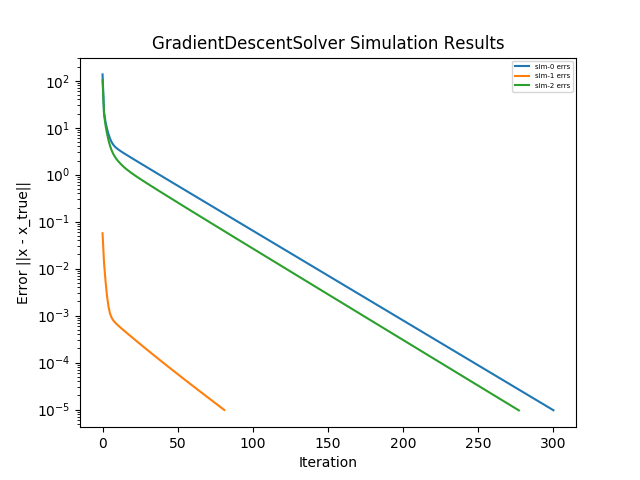 GradientDescentSolver Simulation Results
sim-0 errs
sim-1 errs
sim-2 errs
Error ||x - x_true||
10²
10¹
10⁰
10⁻¹
10⁻²
10⁻³
10⁻⁴
10⁻⁵
0 50 100 150 200 250 300
Iteration